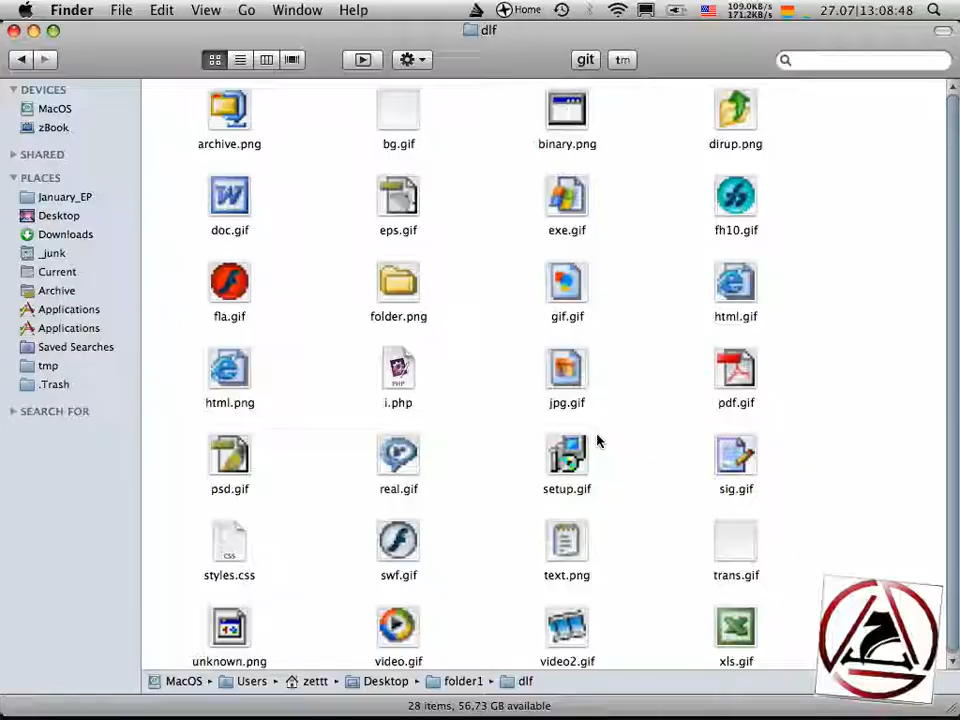 Finder File Edit View Go Window Help Home 109.0KB/s 171.2KB/s 27.07|13:08:48
dlf
git tm
DEVICES
MacOS
zBook
SHARED
PLACES
January_EP
Desktop
Downloads
_junk
Current
Archive
Applications
Applications
Saved Searches
tmp
.Trash
SEARCH FOR
archive.png bg.gif binary.png dirup.png
doc.gif eps.gif exe.gif fh10.gif
fla.gif folder.png gif.gif html.gif
PHP
html.png i.php jpg.gif pdf.gif
psd.gif real.gif setup.gif sig.gif
CSS
styles.css swf.gif text.png trans.gif
unknown.png video.gif video2.gif xls.gif
MacOS Users zettt Desktop folder1 dlf
28 items, 56,73 GB available